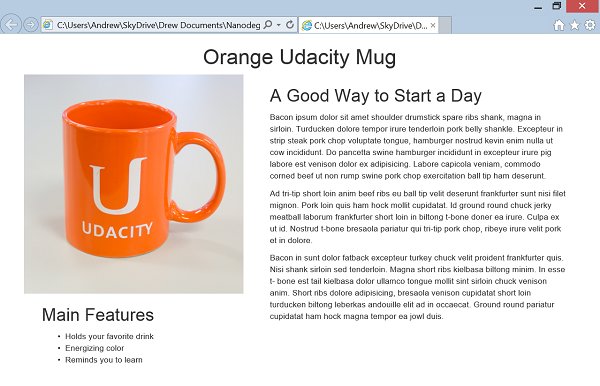 C:\Users\Andrew\SkyDrive\Drew Documents\Nanodeg
C:\Users\Andrew\SkyDrive\D...
Orange Udacity Mug
UDACITY
Main Features
• Holds your favorite drink
• Energizing color
• Reminds you to learn
A Good Way to Start a Day
Bacon ipsum dolor sit amet shoulder drumstick spare ribs shank, magna in
sirloin. Turducken dolore tempor irure tenderloin pork belly shankle. Excepteur in
strip steak pork chop voluptate tongue, hamburger nostrud kevin enim nulla ut
cow incididunt. Do pancetta swine hamburger incididunt in excepteur irure pig
labore est venison dolor ex adipisicing. Labore capicola veniam, commodo
corned beef ut non rump swine pork chop exercitation ball tip ham deserunt.
Ad tri-tip short loin anim beef ribs eu ball tip velit deserunt frankfurter sunt nisi filet
mignon. Pork loin quis ham hock mollit cupidatat. Id ground round chuck jerky
meatball laborum frankfurter short loin in biltong t-bone doner ea irure. Culpa ex
ut id. Nostrud t-bone bresaola pariatur qui tri-tip pork chop, ribeye irure velit pork
et in dolore.
Bacon in sunt dolor fatback excepteur turkey chuck velit proident frankfurter quis.
Nisi shank sirloin sed tenderloin. Magna short ribs kielbasa biltong minim. In esse
t- bone est tail kielbasa dolor ullamco tongue mollit sint sirloin chuck venison
anim. Short ribs dolore adipisicing, bresaola venison cupidatat short loin
turducken biltong leberkas andouille elit ad in occaecat. Ground round pariatur
cupidatat ham hock magna tempor ea jowl duis.